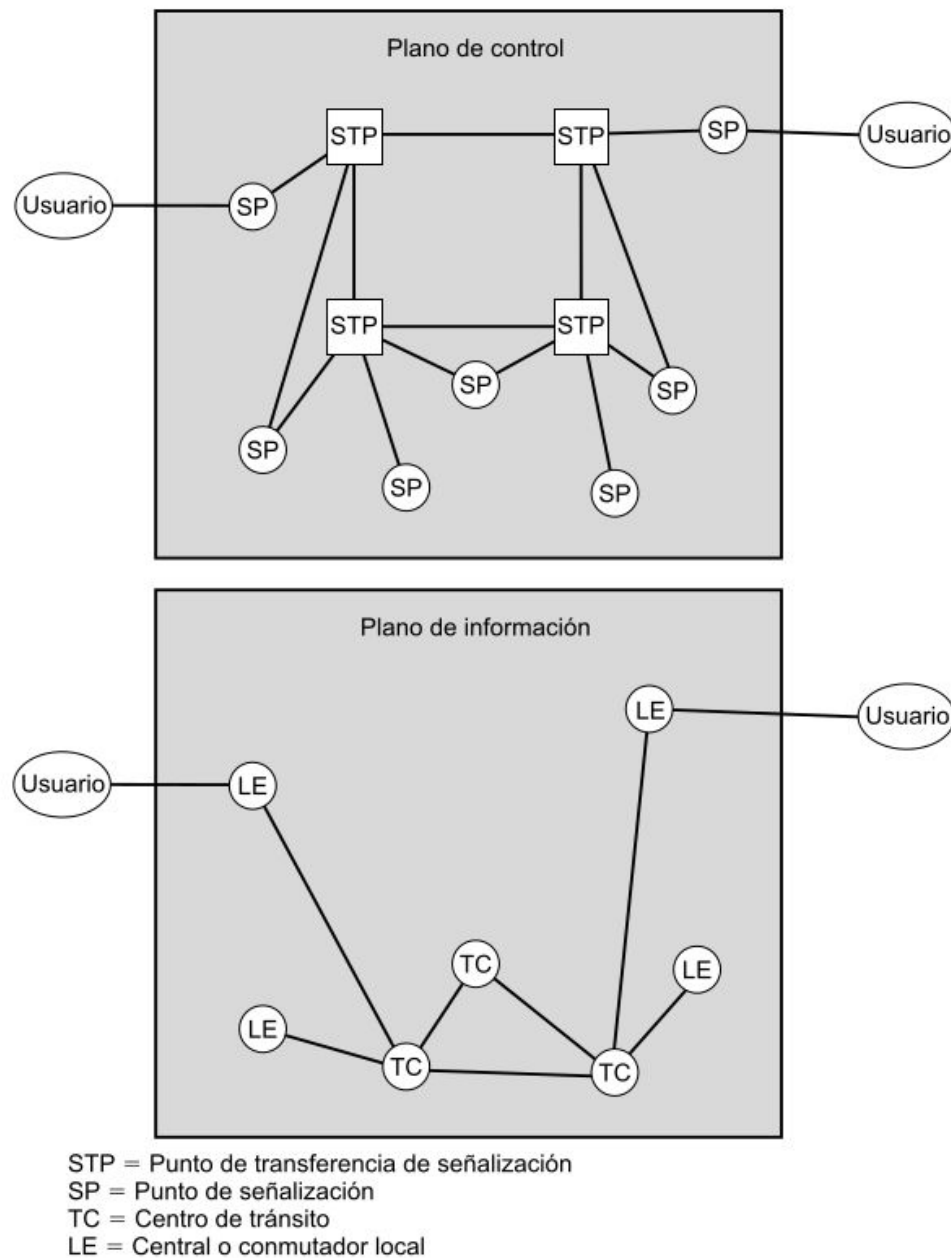 Plano de control
STP
STP
SP
Usuario
Usuario
SP
STP
STP
SP
SP
SP
SP
SP
Plano de información
LE
Usuario
Usuario
LE
TC
LE
LE
TC
TC
STP = Punto de transferencia de señalización
SP = Punto de señalización
TC = Centro de tránsito
LE = Central o conmutador local